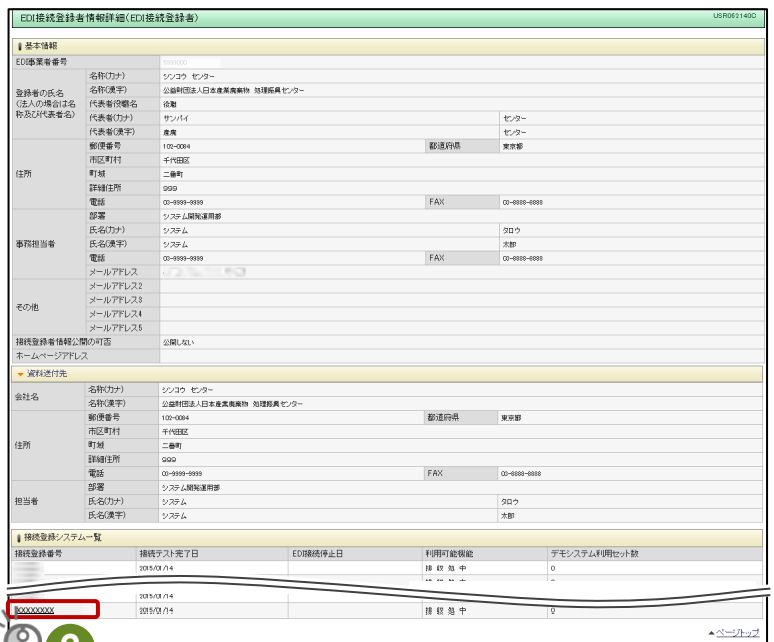 EDI接続登録者情報詳細(EDI接続登録者) USR062140C
基本情報
EDI事業者番号
登録者の氏名(法人の場合は名称及び代表者名) 名称(カナ) シンコウ センター
名称(漢字) 公益財団法人日本産業廃棄物 処理振興センター
代表者役職名 役職
代表者(カナ) サンパイ センター
代表者(漢字) 産廃 センター
住所 郵便番号 102-0084 都道府県 東京都
市区町村 千代田区
町域 二番町
詳細住所 999
電話 03-9999-9999 FAX 03-8888-8888
事務担当者 部署 システム開発運用部
氏名(カナ) システム タロウ
氏名(漢字) システム 太郎
電話 03-9999-9999 FAX 03-8888-8888
メールアドレス
その他 メールアドレス2
メールアドレス3
メールアドレス4
メールアドレス5
接続登録者情報公開の可否 公開しない
ホームページアドレス
資料送付先
会社名 名称(カナ) シンコウ センター
名称(漢字) 公益財団法人日本産業廃棄物 処理振興センター
住所 郵便番号 102-0084 都道府県 東京都
市区町村 千代田区
町域 二番町
詳細住所 999
電話 03-9999-9999 FAX 03-8888-8888
担当者 部署 システム開発運用部
氏名(カナ) システム タロウ
氏名(漢字) システム 太郎
接続登録システム一覧
接続登録番号 接続テスト完了日 EDI接続停止日 利用可能機能 デモシステム利用セット数
2015/01/14 排 収 処 中 0
2015/01/14
XXXXXXXX 2015/01/14 排 収 処 中 0
ページトップ